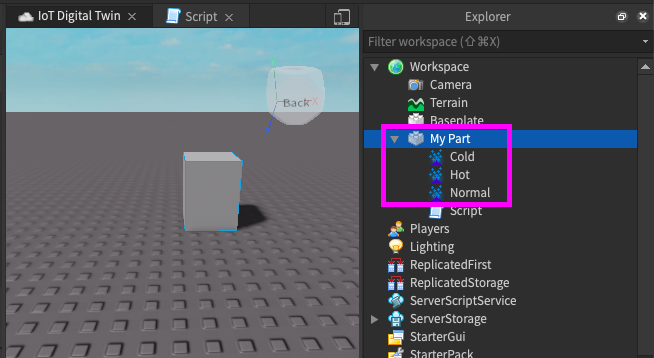 IoT Digital Twin
Script
Explorer
Filter workspace (⇧⌘X)
Back
X
Workspace
Camera
Terrain
Baseplate
My Part
Cold
Hot
Normal
Script
Players
Lighting
ReplicatedFirst
ReplicatedStorage
ServerScriptService
ServerStorage
StarterGui
StarterPack